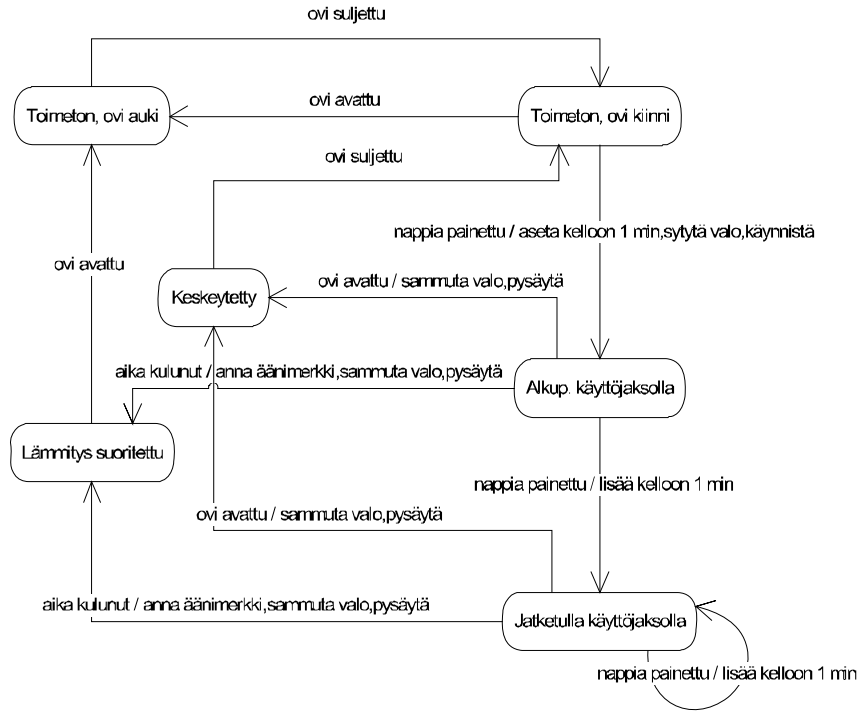 ovi suljettu
Toimeton, ovi auki
ovi avattu
Toimeton, ovi kiinni
ovi suljettu
nappia painettu / aseta kelloon 1 min,sytytä valo,käynnistä
ovi avattu
ovi avattu / sammuta valo,pysäytä
Keskeytetty
aika kulunut / anna äänimerkki,sammuta valo,pysäytä
Alkup. käyttöjaksolla
Lämmitys suoritettu
nappia painettu / lisää kelloon 1 min
ovi avattu / sammuta valo,pysäytä
aika kulunut / anna äänimerkki,sammuta valo,pysäytä
Jatketulla käyttöjaksolla
nappia painettu / lisää kelloon 1 min